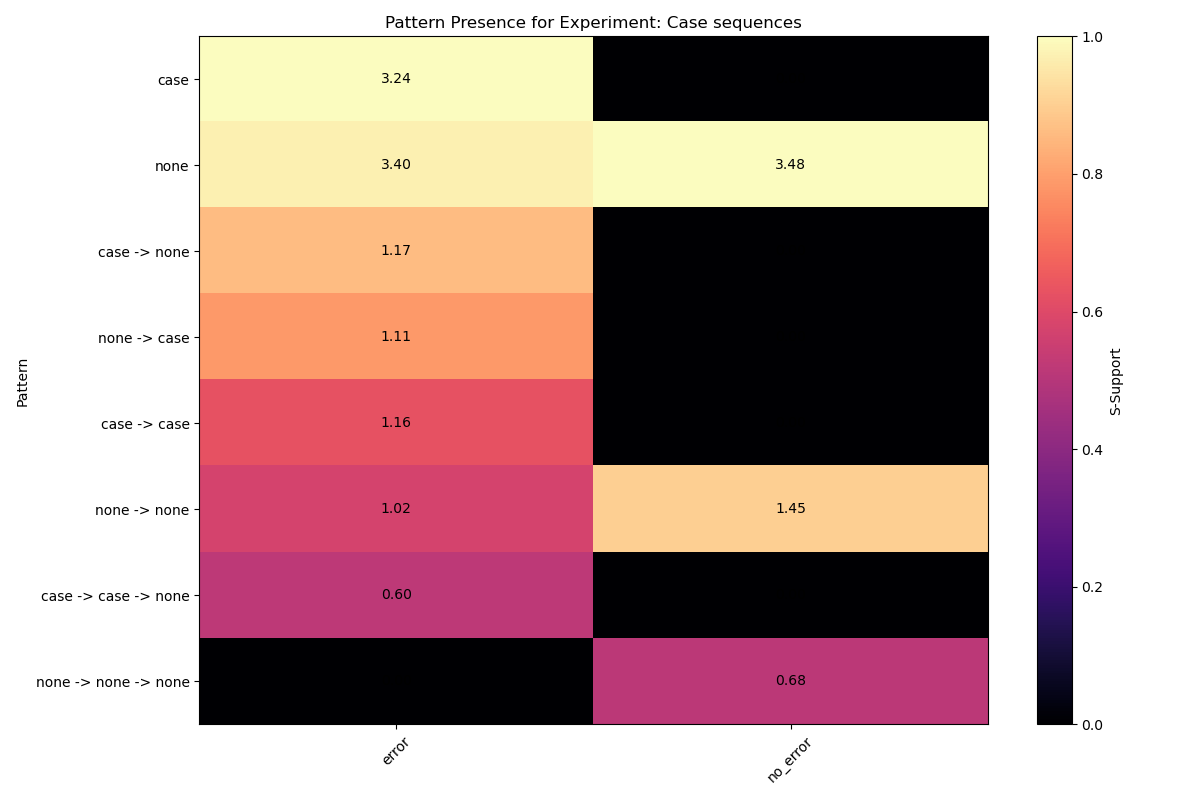 Pattern Presence for Experiment: Case sequences
case
3.24
none
3.40
3.48
case -> none
1.17
none -> case
1.11
case -> case
1.16
none -> none
1.02
1.45
case -> case -> none
0.60
none -> none -> none
0.68
error
no_error
Pattern
1.0
0.8
0.6
0.4
0.2
0.0
S-Support